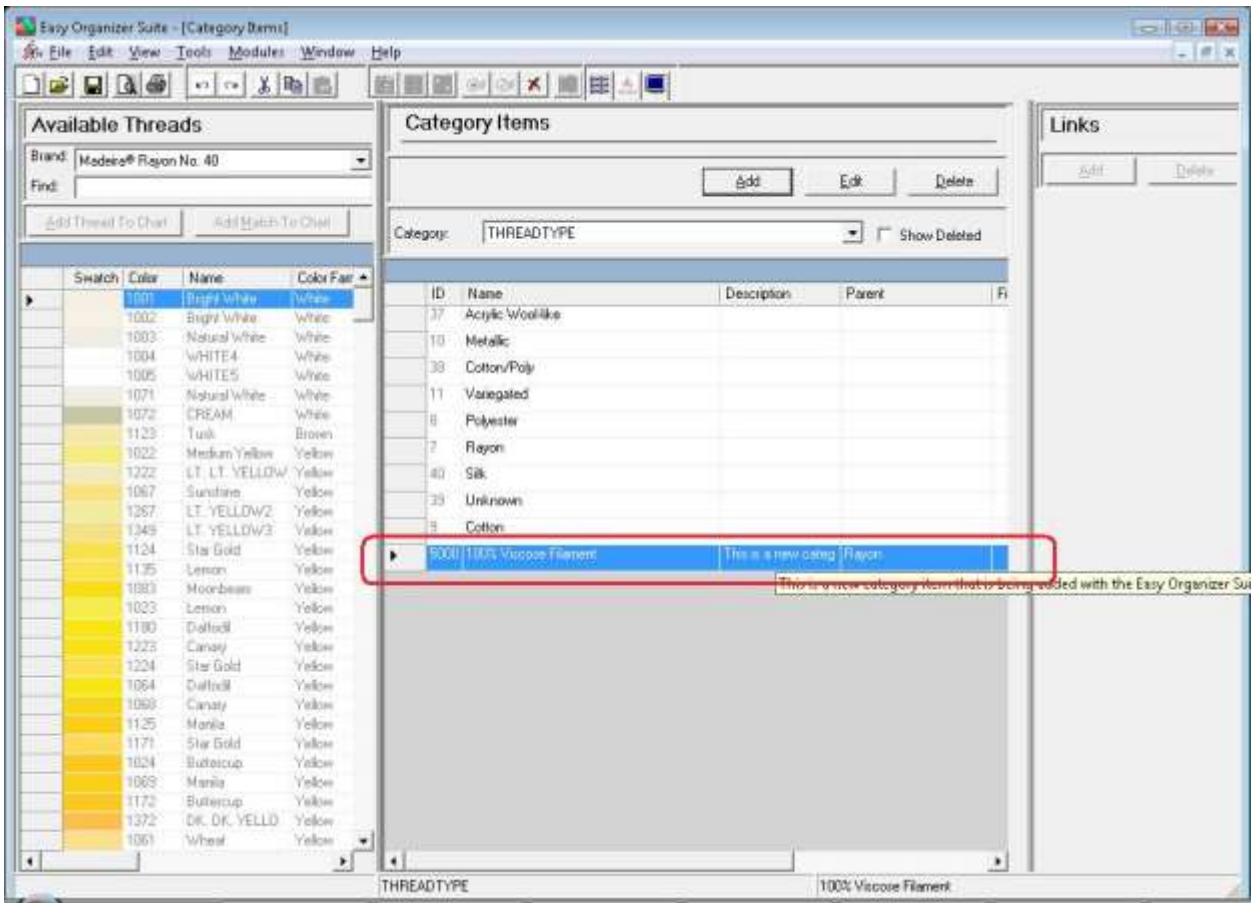 Easy Organizer Suite - [Category Items]
File Edit View Tools Modules Window Help
Available Threads
Brand: Madeira® Rayon No. 40
Find:
Add Thread To Chart Add Match To Chart
Swatch Color Name Color Fam
1001 Bright White White
1002 Bright White White
1003 Natural White White
1004 WHITE4 White
1005 WHITE5 White
1071 Natural White White
1072 CREAM White
1123 Tusk Brown
1022 Medium Yellow Yellow
1222 LT. LT. YELLOW Yellow
1067 Sunshine Yellow
1267 LT. YELLOW2 Yellow
1349 LT. YELLOW3 Yellow
1124 Star Gold Yellow
1135 Lemon Yellow
1083 Moonbeam Yellow
1023 Lemon Yellow
1180 Daffodil Yellow
1223 Canary Yellow
1224 Star Gold Yellow
1064 Daffodil Yellow
1068 Canary Yellow
1125 Manila Yellow
1171 Star Gold Yellow
1024 Buttercup Yellow
1069 Manila Yellow
1172 Buttercup Yellow
1372 DK. DK. YELLO Yellow
1061 Wheat Yellow
Category Items
Add Edit Delete
Category: THREADTYPE Show Deleted
ID Name Description Parent Fi
37 Acrylic Wool-like
10 Metallic
38 Cotton/Poly
11 Variegated
8 Polyester
7 Rayon
40 Silk
39 Unknown
9 Cotton
5000 100% Viscose Filament This is a new categ Rayon
This is a new category item that is being added with the Easy Organizer Sui
Links
Add Delete
THREADTYPE 100% Viscose Filament